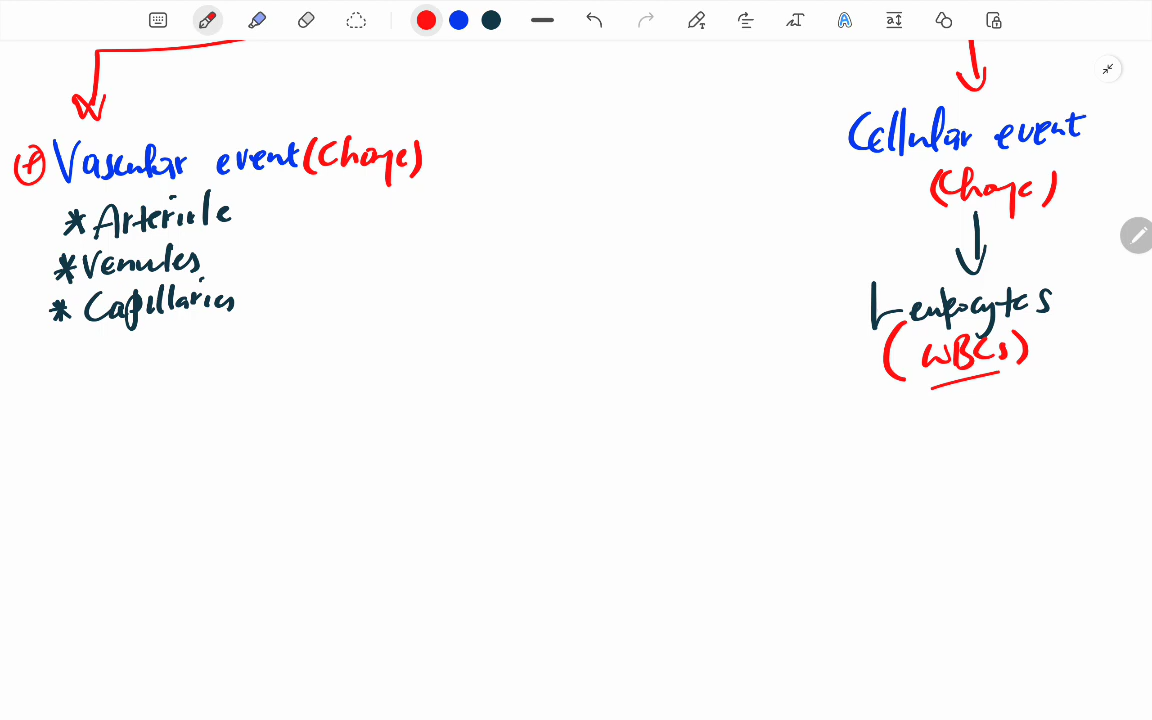 Vascular event (Change)
* Arteriole
* Venules
* Capillaries
Cellular event
(Change)
Leukocytes
(WBCs)